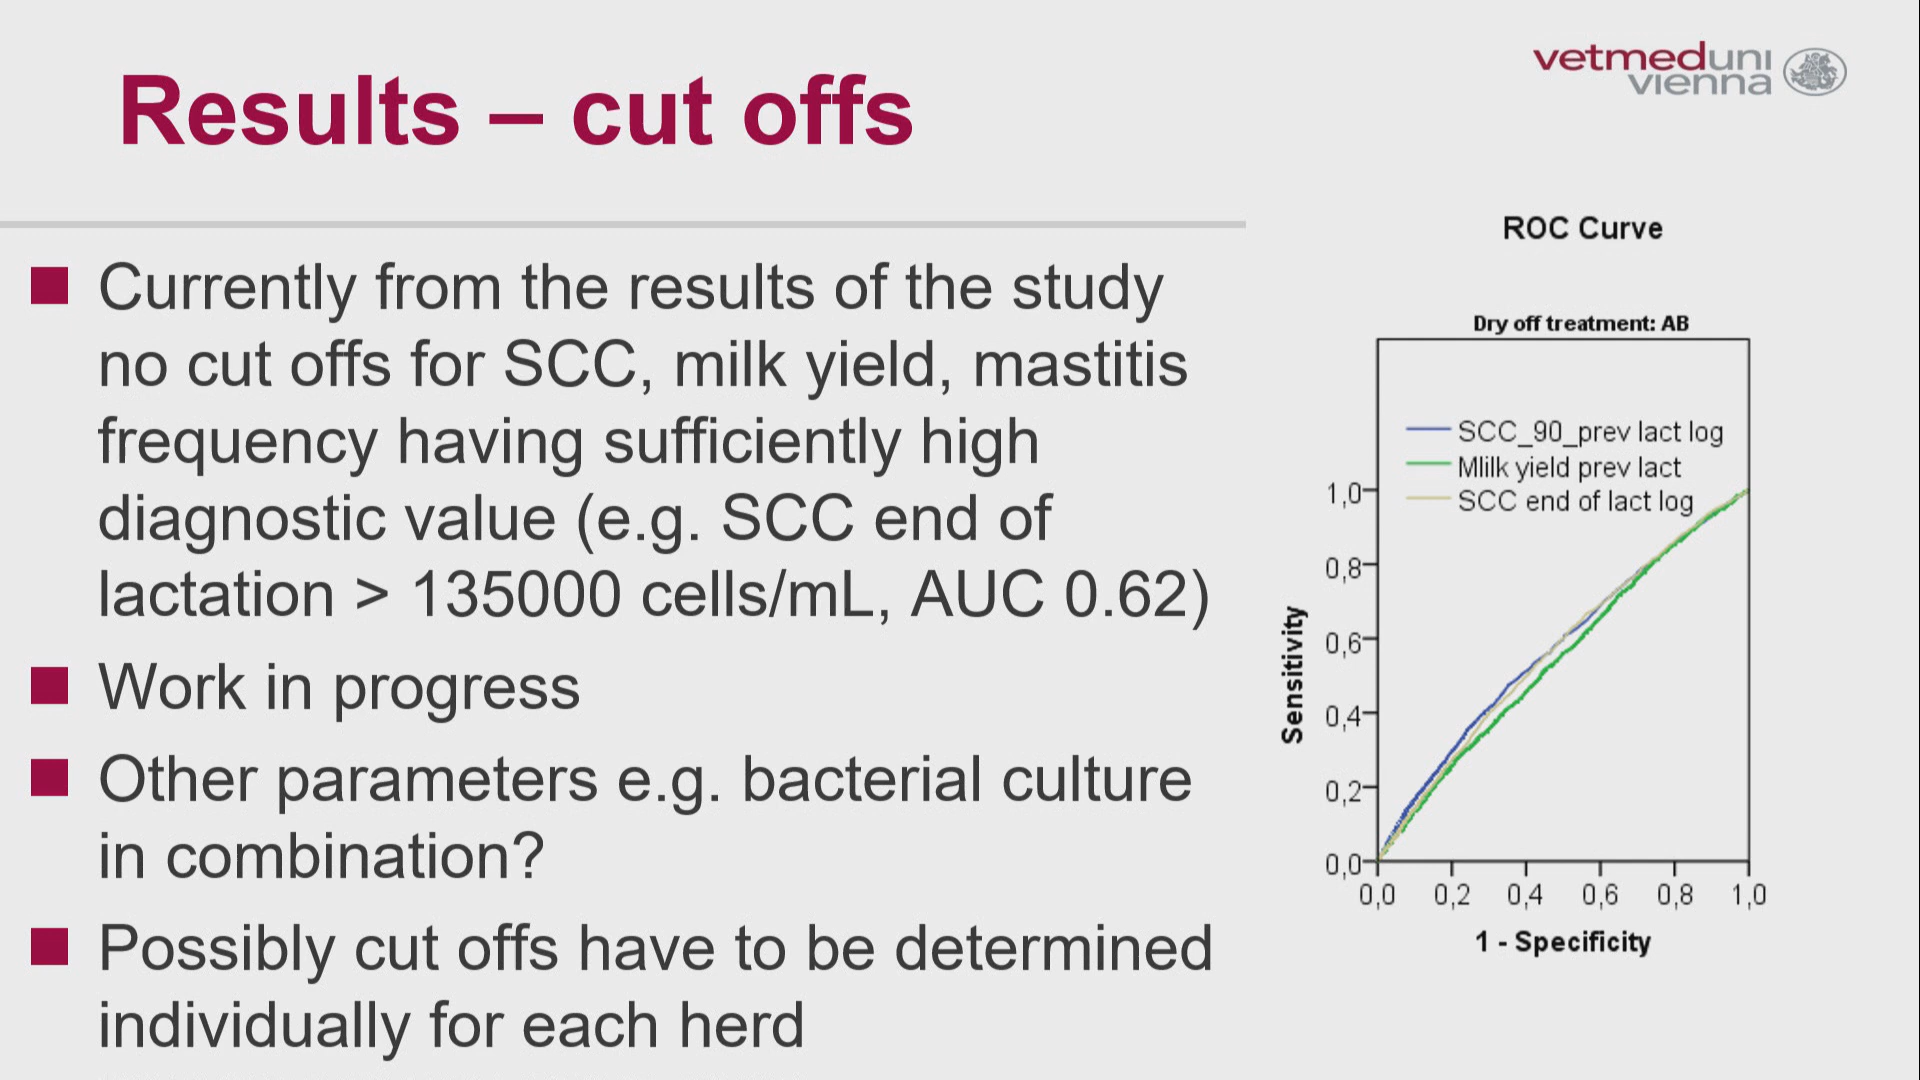 Results – cut offs
vetmeduni
vienna
Currently from the results of the study
no cut offs for SCC, milk yield, mastitis
frequency having sufficiently high
diagnostic value (e.g. SCC end of
lactation > 135000 cells/mL, AUC 0.62)
Work in progress
Other parameters e.g. bacterial culture
in combination?
Possibly cut offs have to be determined
individually for each herd
ROC Curve
Dry off treatment: AB
SCC_90_prev lact log
Mlilk yield prev lact
SCC end of lact log
Sensitivity
1,0
0,8
0,6
0,4
0,2
0,0
0,0 0,2 0,4 0,6 0,8 1,0
1 - Specificity